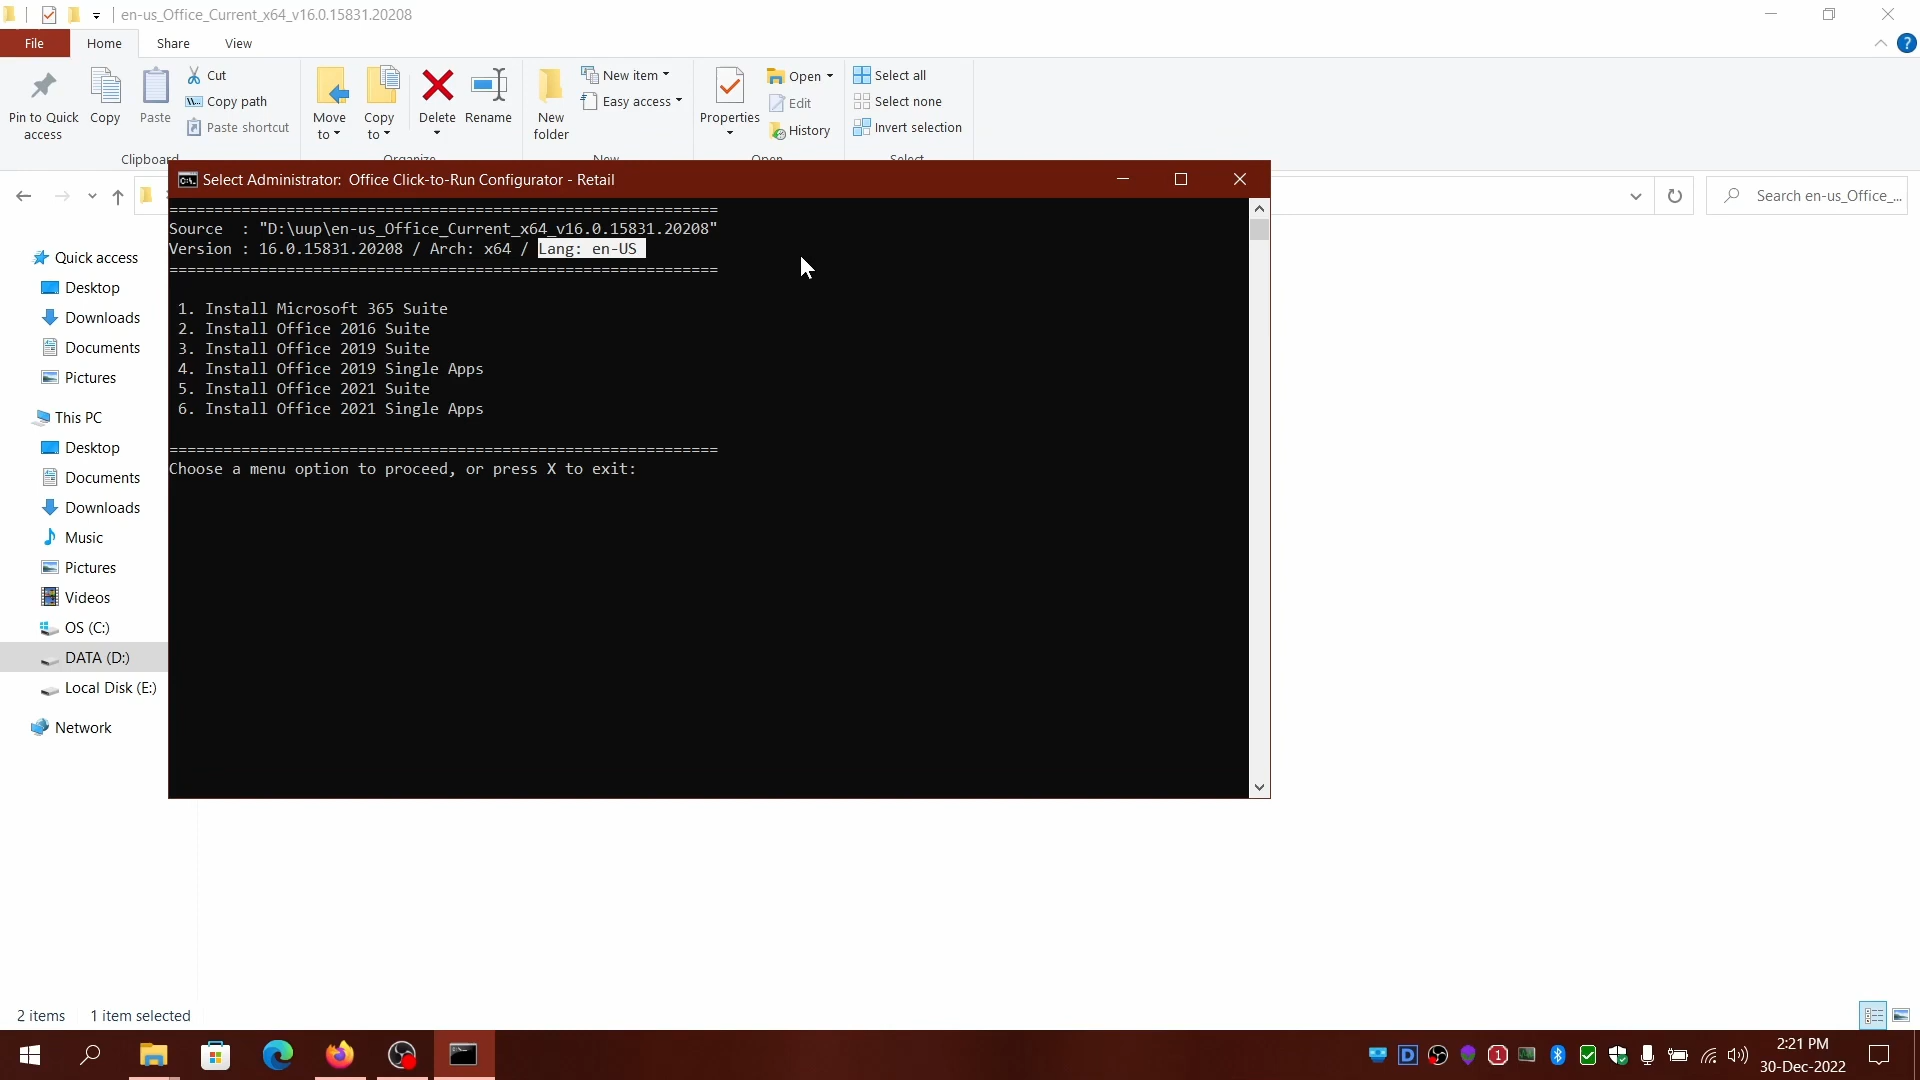 en-us_Office_Current_x64_v16.0.15831.20208
File Home Share View
Pin to Quick access
Copy
Paste
Cut
Copy path
Paste shortcut
Clipboard
Move to
Copy to
Delete
Rename
Organize
New folder
New item
Easy access
New
Properties
Open
Edit
History
Open
Select all
Select none
Invert selection
Select
Search en-us_Office_...
Quick access
Desktop
Downloads
Documents
Pictures
This PC
Desktop
Documents
Downloads
Music
Pictures
Videos
OS (C:)
DATA (D:)
Local Disk (E:)
Network
Select Administrator: Office Click-to-Run Configurator - Retail
=============================================================
Source : "D:\uup\en-us_Office_Current_x64_v16.0.15831.20208"
Version : 16.0.15831.20208 / Arch: x64 / Lang: en-US
=============================================================
1. Install Microsoft 365 Suite
2. Install Office 2016 Suite
3. Install Office 2019 Suite
4. Install Office 2019 Single Apps
5. Install Office 2021 Suite
6. Install Office 2021 Single Apps
=============================================================
Choose a menu option to proceed, or press X to exit:
2 items 1 item selected
2:21 PM
30-Dec-2022